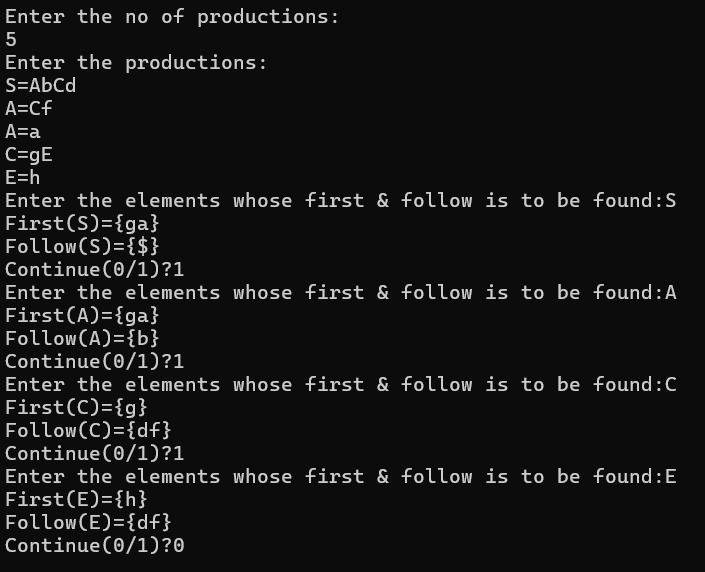 Enter the no of productions:
5
Enter the productions:
S=AbCd
A=Cf
A=a
C=gE
E=h
Enter the elements whose first & follow is to be found:S
First(S)={ga}
Follow(S)={$}
Continue(0/1)?1
Enter the elements whose first & follow is to be found:A
First(A)={ga}
Follow(A)={b}
Continue(0/1)?1
Enter the elements whose first & follow is to be found:C
First(C)={g}
Follow(C)={df}
Continue(0/1)?1
Enter the elements whose first & follow is to be found:E
First(E)={h}
Follow(E)={df}
Continue(0/1)?0